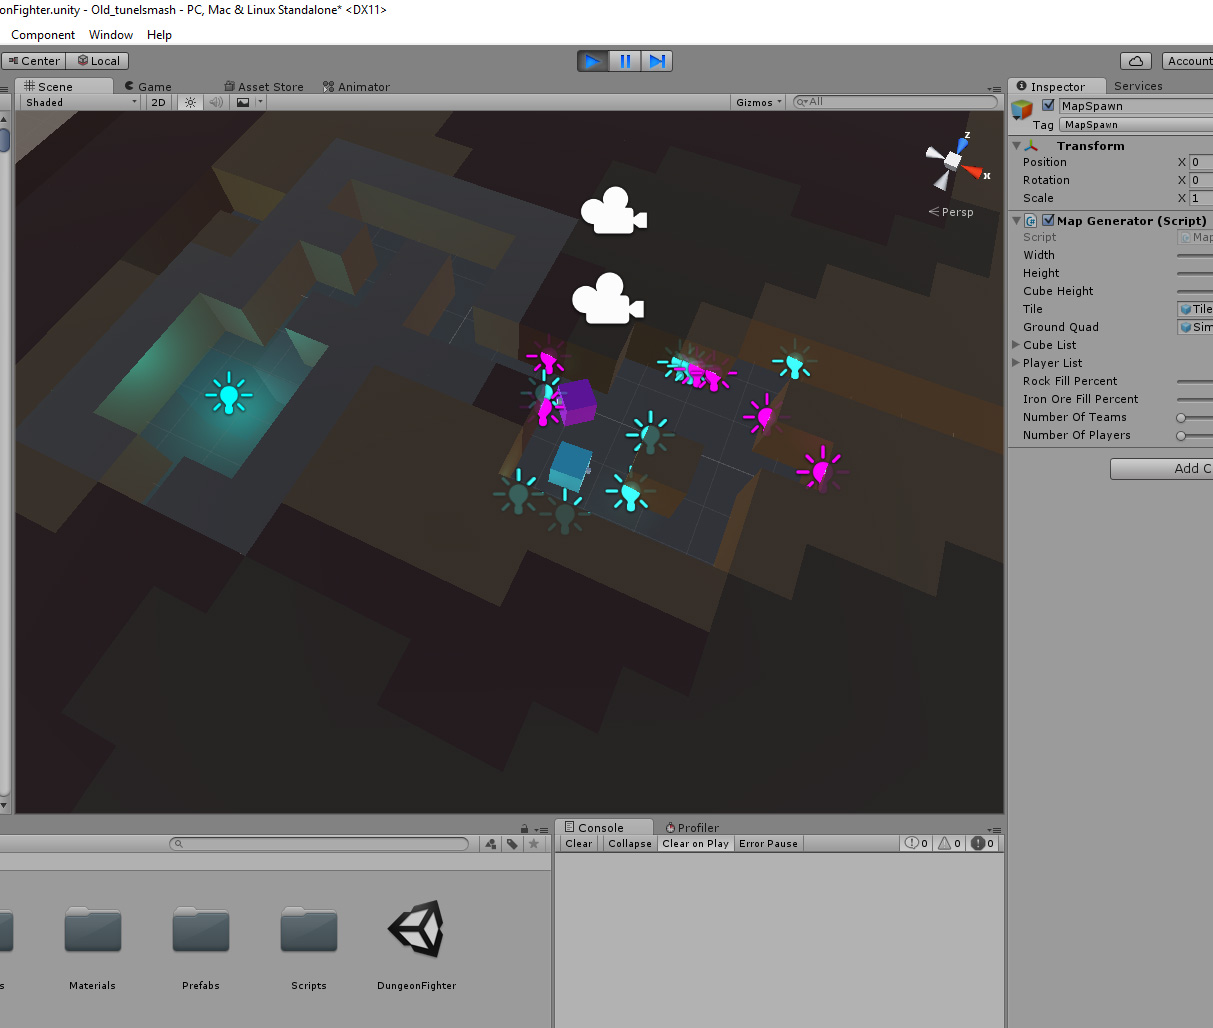 onFighter.unity - Old_tunelsmash - PC, Mac & Linux Standalone* <DX11>
Component Window Help
Center Local
Account
Scene Game Asset Store Animator
Inspector Services
Shaded 2D Gizmos All
MapSpawn
Tag MapSpawn
Transform
Position X 0
Rotation X 0
Scale X 1
z
x
Persp
Map Generator (Script)
Script Map
Width
Height
Cube Height
Tile Tile
Ground Quad Sim
Cube List
Player List
Rock Fill Percent
Iron Ore Fill Percent
Number Of Teams
Number Of Players
Add C
Console Profiler
Clear Collapse Clear on Play Error Pause 0 0 0
s Materials Prefabs Scripts DungeonFighter